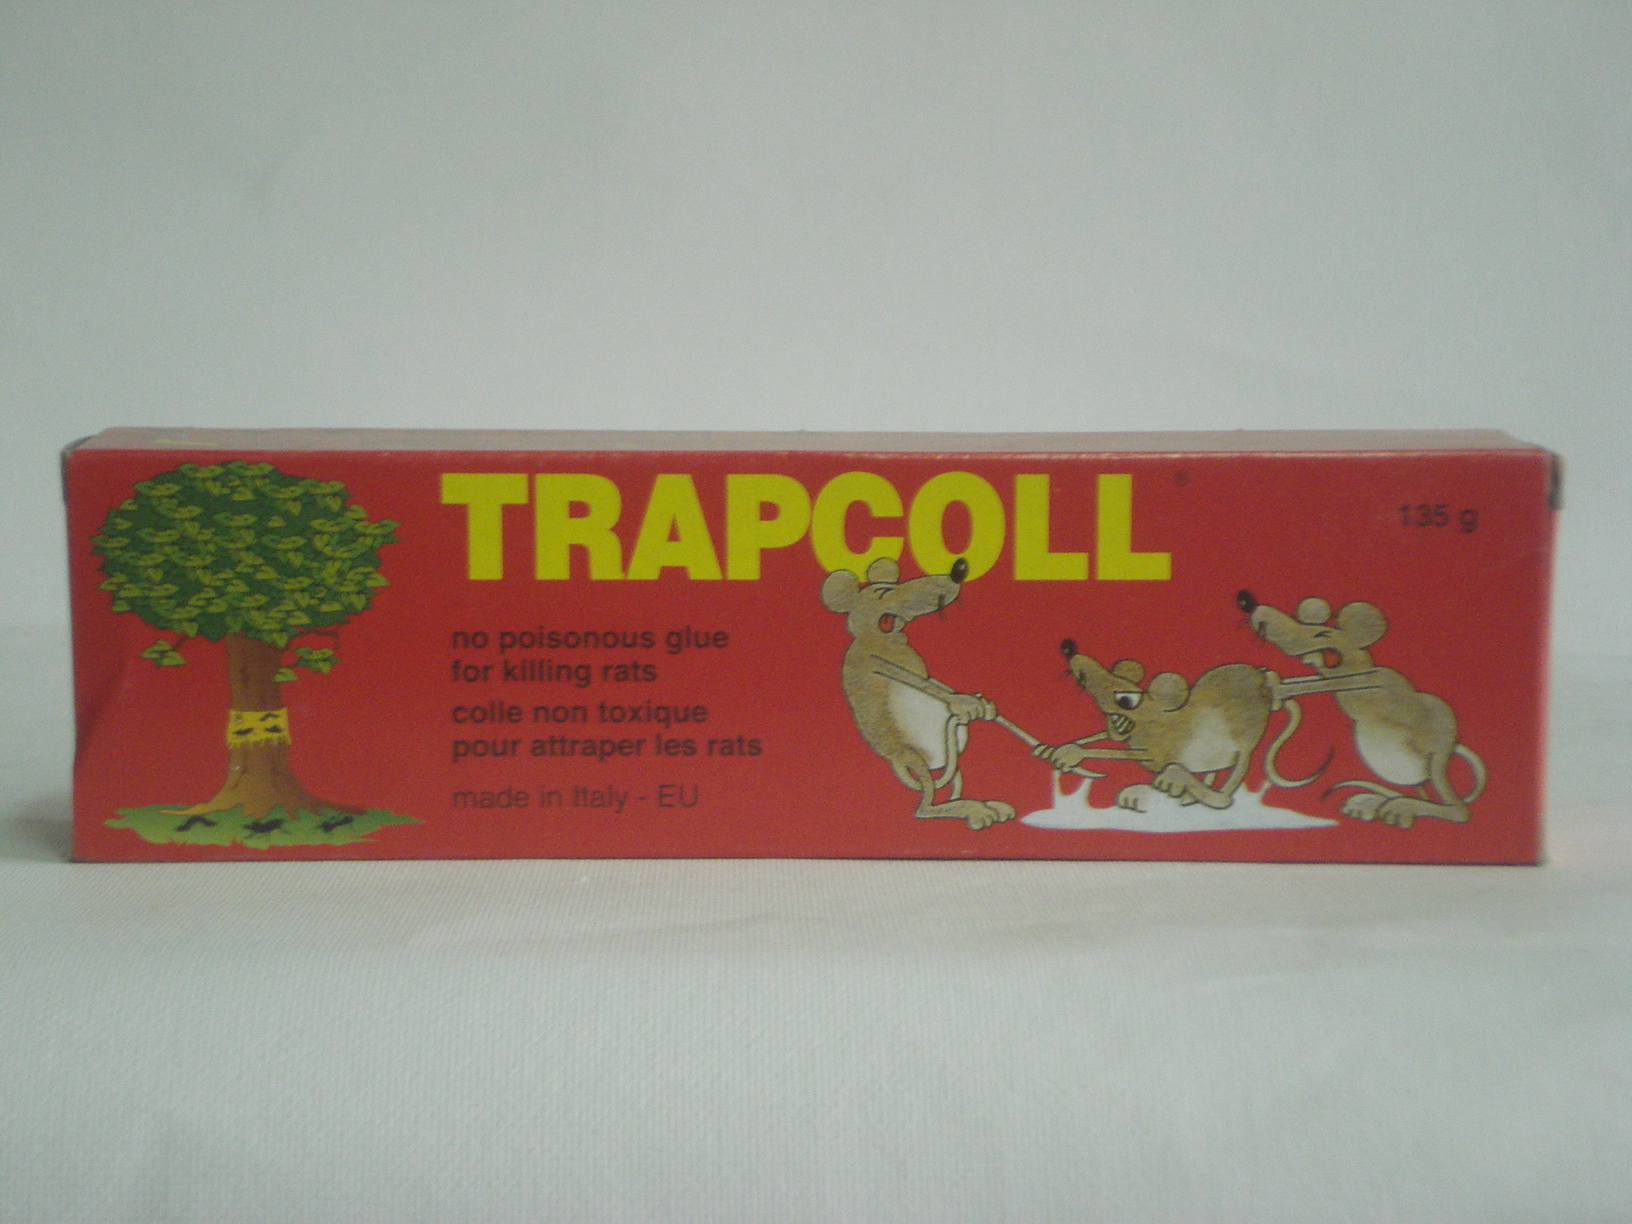 TRAPCOLL
135 g
no poisonous glue
for killing rats
colle non toxique
pour attraper les rats
made in Italy - EU